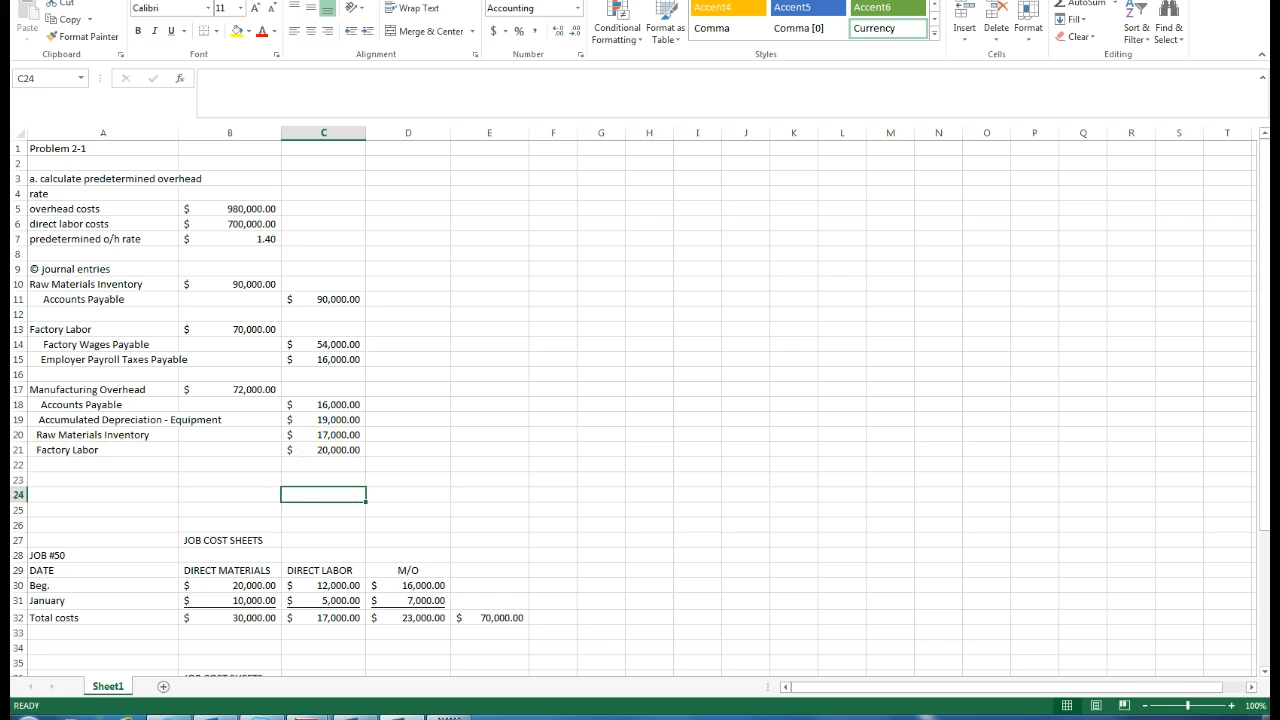 Cut
Calibri 11 Wrap Text Accounting Accent4 Accent5 Accent6 AutoSum
Paste Copy Format Painter B I U Merge & Center $ % , Conditional Formatting Format as Table Comma Comma [0] Currency Insert Delete Format Fill Clear Sort & Filter Find & Select
Clipboard Font Alignment Number Styles Cells Editing
C24 fx
A B C D E F G H I J K L M N O P Q R S T
1 Problem 2-1
2
3 a. calculate predetermined overhead
4 rate
5 overhead costs $ 980,000.00
6 direct labor costs $ 700,000.00
7 predetermined o/h rate $ 1.40
8
9 © journal entries
10 Raw Materials Inventory $ 90,000.00
11 Accounts Payable $ 90,000.00
12
13 Factory Labor $ 70,000.00
14 Factory Wages Payable $ 54,000.00
15 Employer Payroll Taxes Payable $ 16,000.00
16
17 Manufacturing Overhead $ 72,000.00
18 Accounts Payable $ 16,000.00
19 Accumulated Depreciation - Equipment $ 19,000.00
20 Raw Materials Inventory $ 17,000.00
21 Factory Labor $ 20,000.00
22
23
24
25
26
27 JOB COST SHEETS
28 JOB #50
29 DATE DIRECT MATERIALS DIRECT LABOR M/O
30 Beg. $ 20,000.00 $ 12,000.00 $ 16,000.00
31 January $ 10,000.00 $ 5,000.00 $ 7,000.00
32 Total costs $ 30,000.00 $ 17,000.00 $ 23,000.00 $ 70,000.00
33
34
35
Sheet1
READY 100%